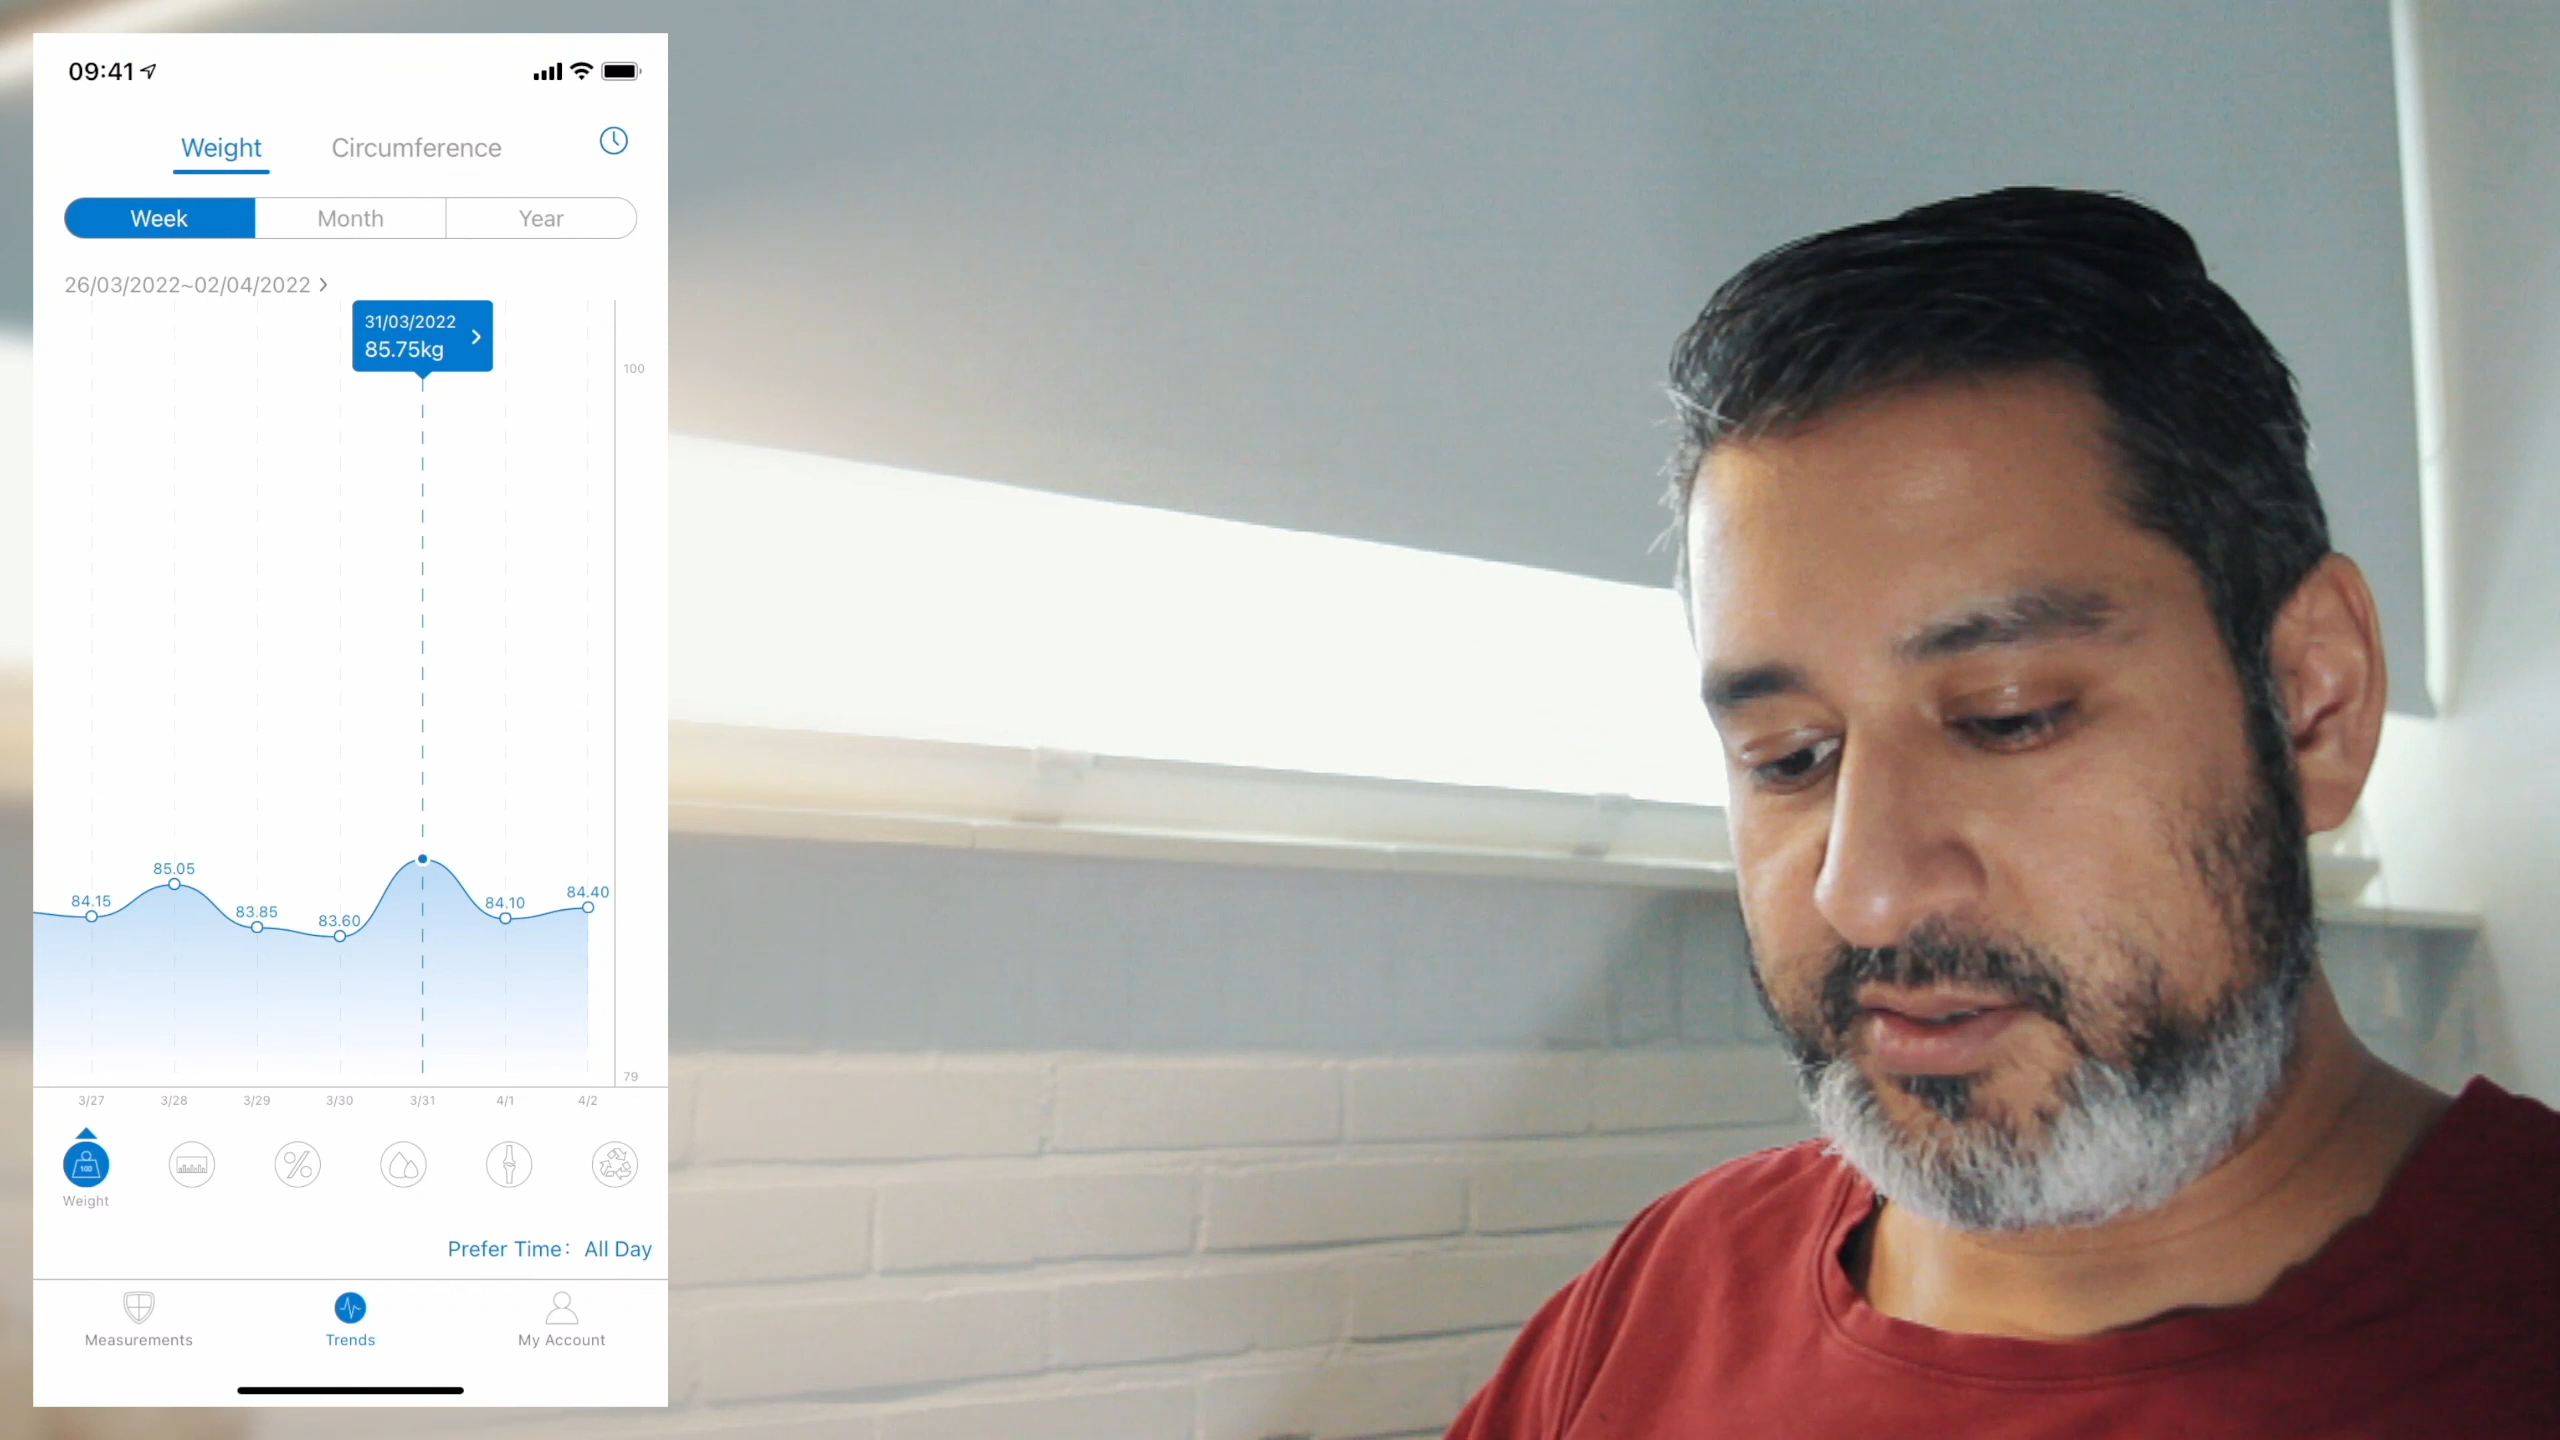 09:41
Weight Circumference
Week Month Year
26/03/2022~02/04/2022
31/03/2022
85.75kg
100
84.15 85.05 83.85 83.60 84.10 84.40
79
3/27 3/28 3/29 3/30 3/31 4/1 4/2
100
%
Weight
Prefer Time: All Day
Measurements Trends My Account